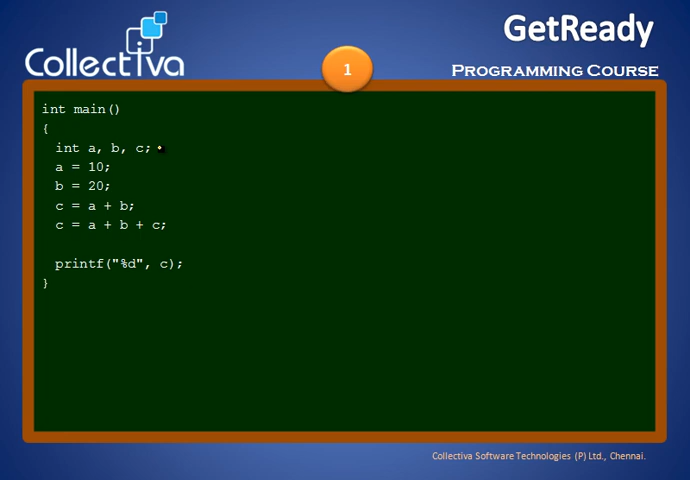 Collectiva
GetReady
1
PROGRAMMING COURSE
int main()
{
int a, b, c;
a = 10;
b = 20;
c = a + b;
c = a + b + c;
printf("%d", c);
}
Collectiva Software Technologies (P) Ltd., Chennai.